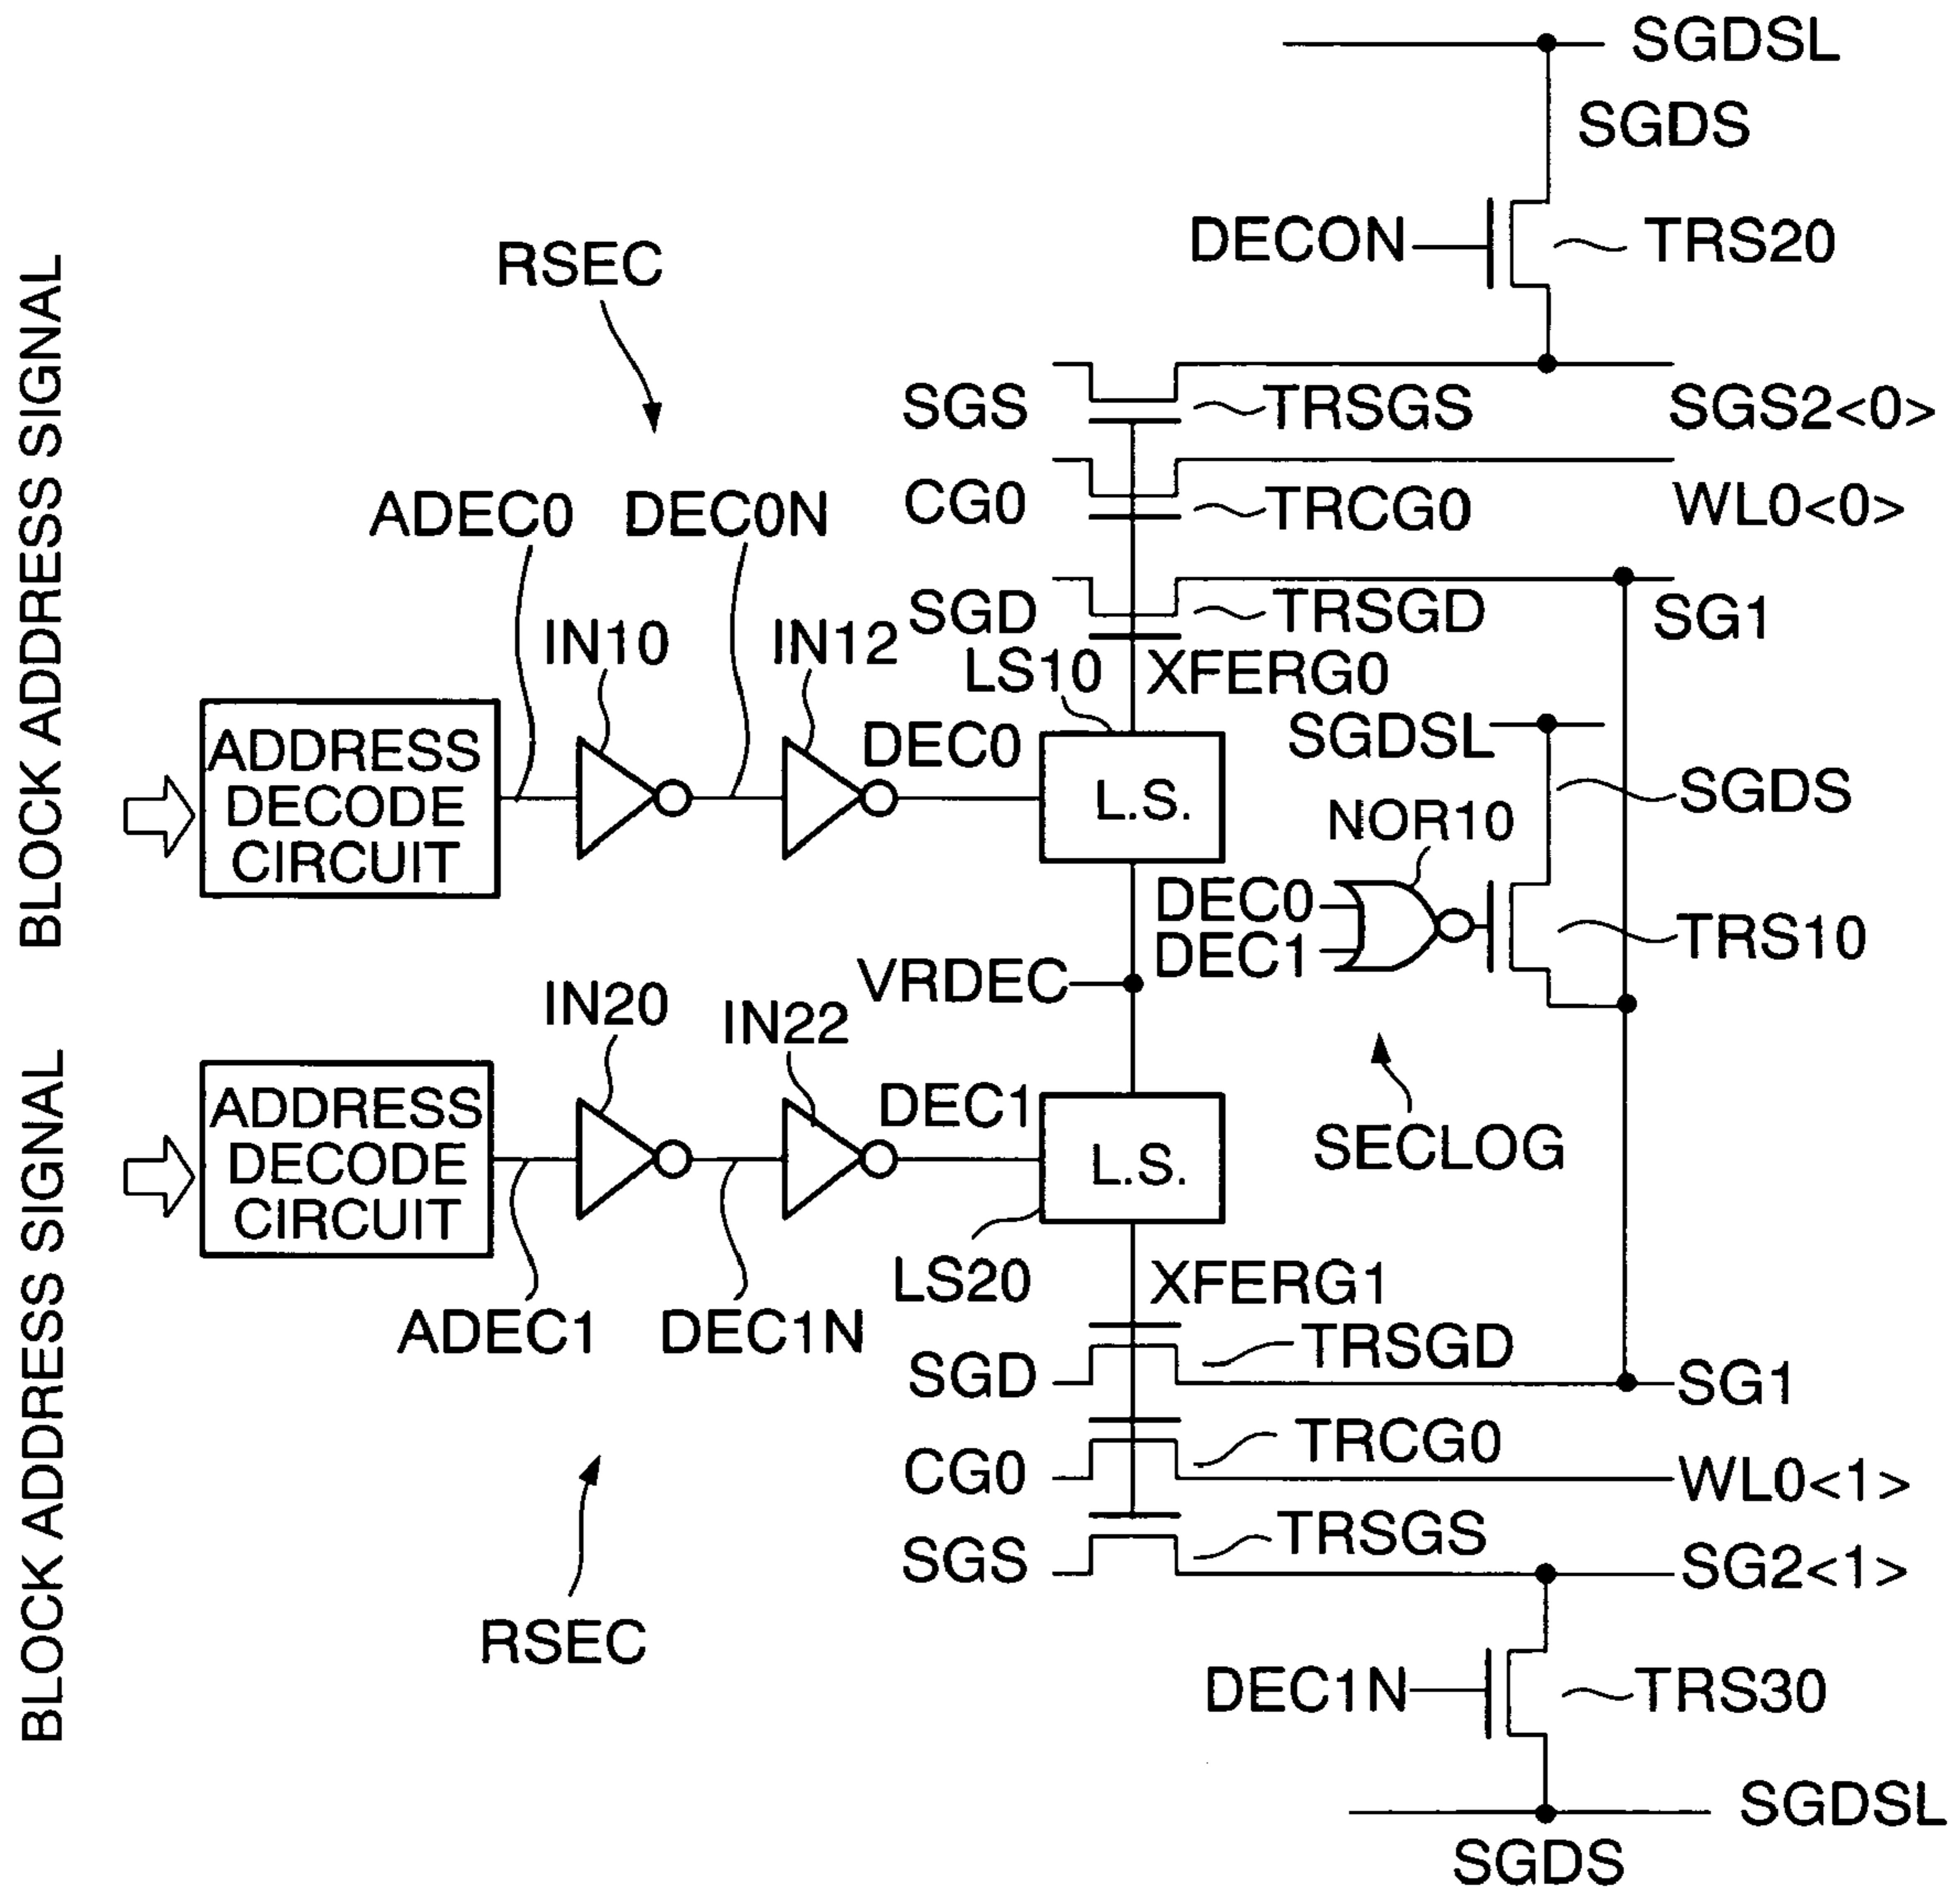 SGDSL
SGDS
DECON
TRS20
RSEC
SGS
TRSGS
SGS2<0>
ADEC0
DEC0N
CG0
TRCG0
WL0<0>
SGD
TRSGD
SG1
IN10
IN12
LS10
XFERG0
BLOCK ADDRESS SIGNAL
ADDRESS
DECODE
CIRCUIT
DEC0
L.S.
SGDSL
SGDS
NOR10
DEC0
DEC1
TRS10
VRDEC
IN20
IN22
BLOCK ADDRESS SIGNAL
ADDRESS
DECODE
CIRCUIT
DEC1
L.S.
SECLOG
LS20
XFERG1
ADEC1
DEC1N
SGD
TRSGD
SG1
CG0
TRCG0
WL0<1>
SGS
TRSGS
SG2<1>
RSEC
DEC1N
TRS30
SGDSL
SGDS